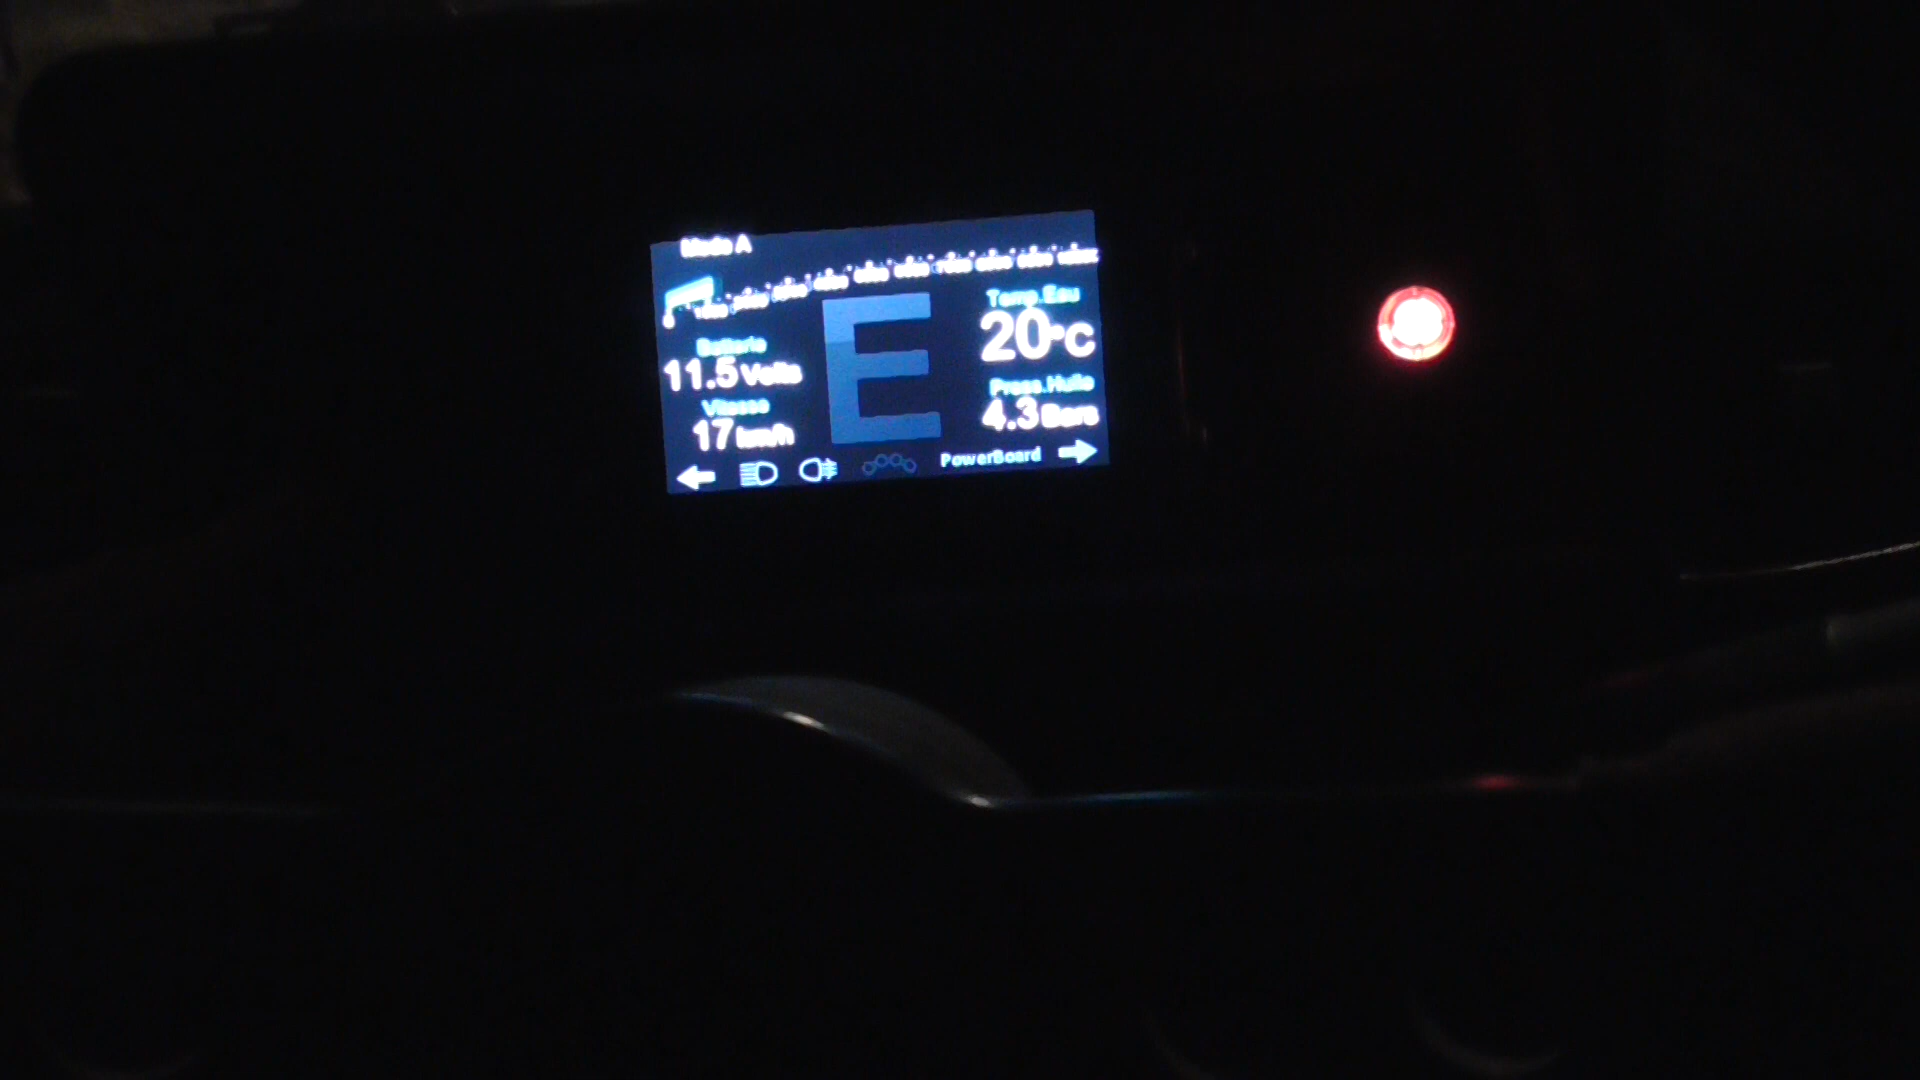 Mode A
Batterie
11.5 Volts
Vitesse
17 km/h
E
Temp.Eau
20°C
Press.Huile
4.3 Bars
PowerBoard